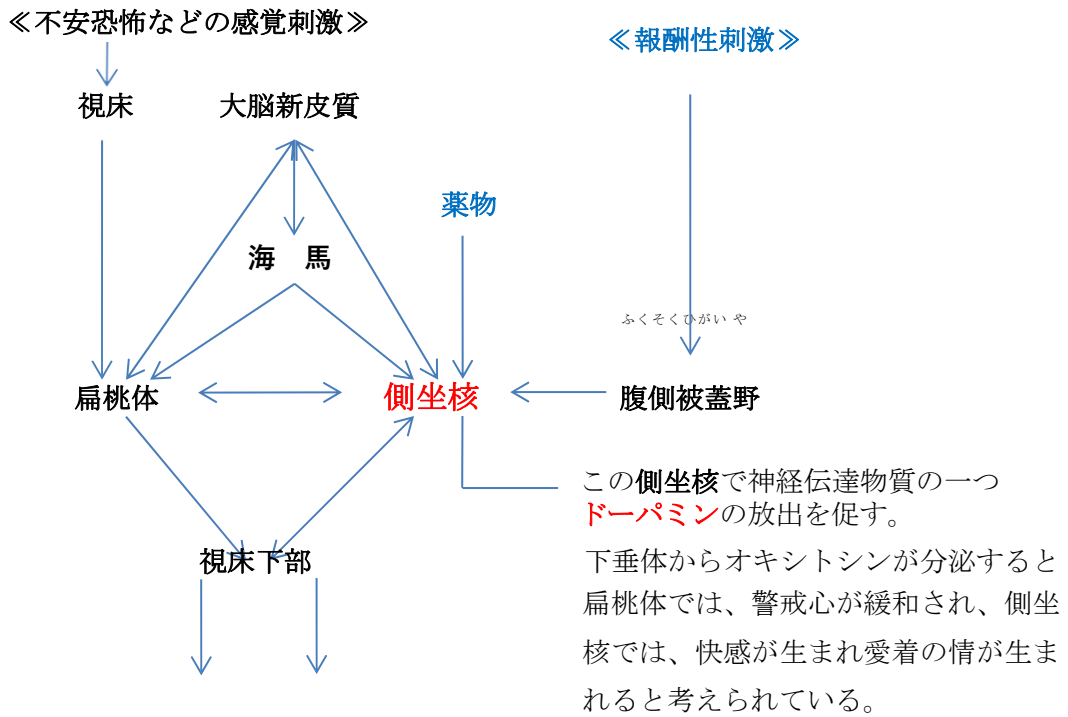 ≪不安恐怖などの感覚刺激≫
≪報酬性刺激≫
視床
大脳新皮質
薬物
海 馬
ふくそくひがい や
扁桃体
側坐核
腹側被蓋野
この側坐核で神経伝達物質の一つ
ドーパミンの放出を促す。
視床下部
下垂体からオキシトシンが分泌すると
扁桃体では、警戒心が緩和され、側坐
核では、快感が生まれ愛着の情が生ま
れると考えられている。